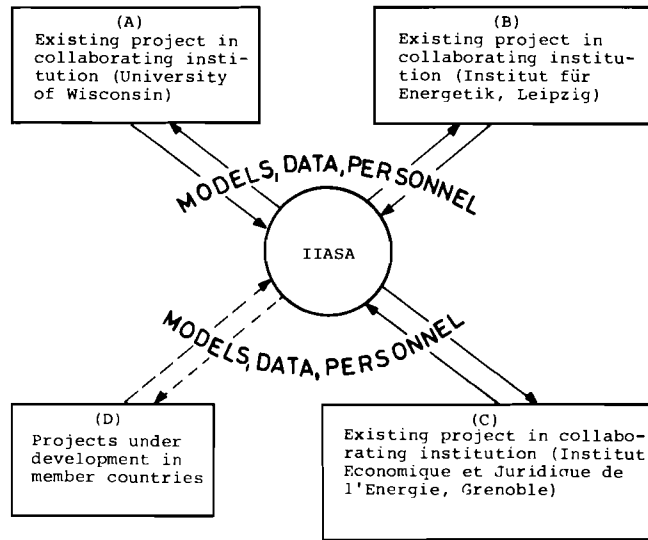 (A)
Existing project in
collaborating insti-
tution (University
of Wisconsin)
(B)
Existing project in
collaborating institu-
tion (Institut für
Energetik, Leipzig)
MODELS, DATA, PERSONNEL
IIASA
MODELS, DATA, PERSONNEL
(D)
Projects under
development in
member countries
(C)
Existing project in collabo-
rating institution (Institut
Economique et Juridique de
l'Energie, Grenoble)